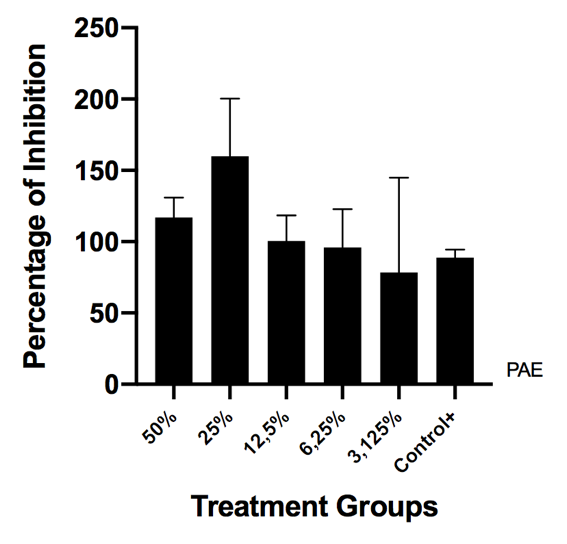 Percentage of Inhibition
250
200
150
100
50
0
50%
25%
12,5%
6,25%
3,125%
Control+
PAE
Treatment Groups